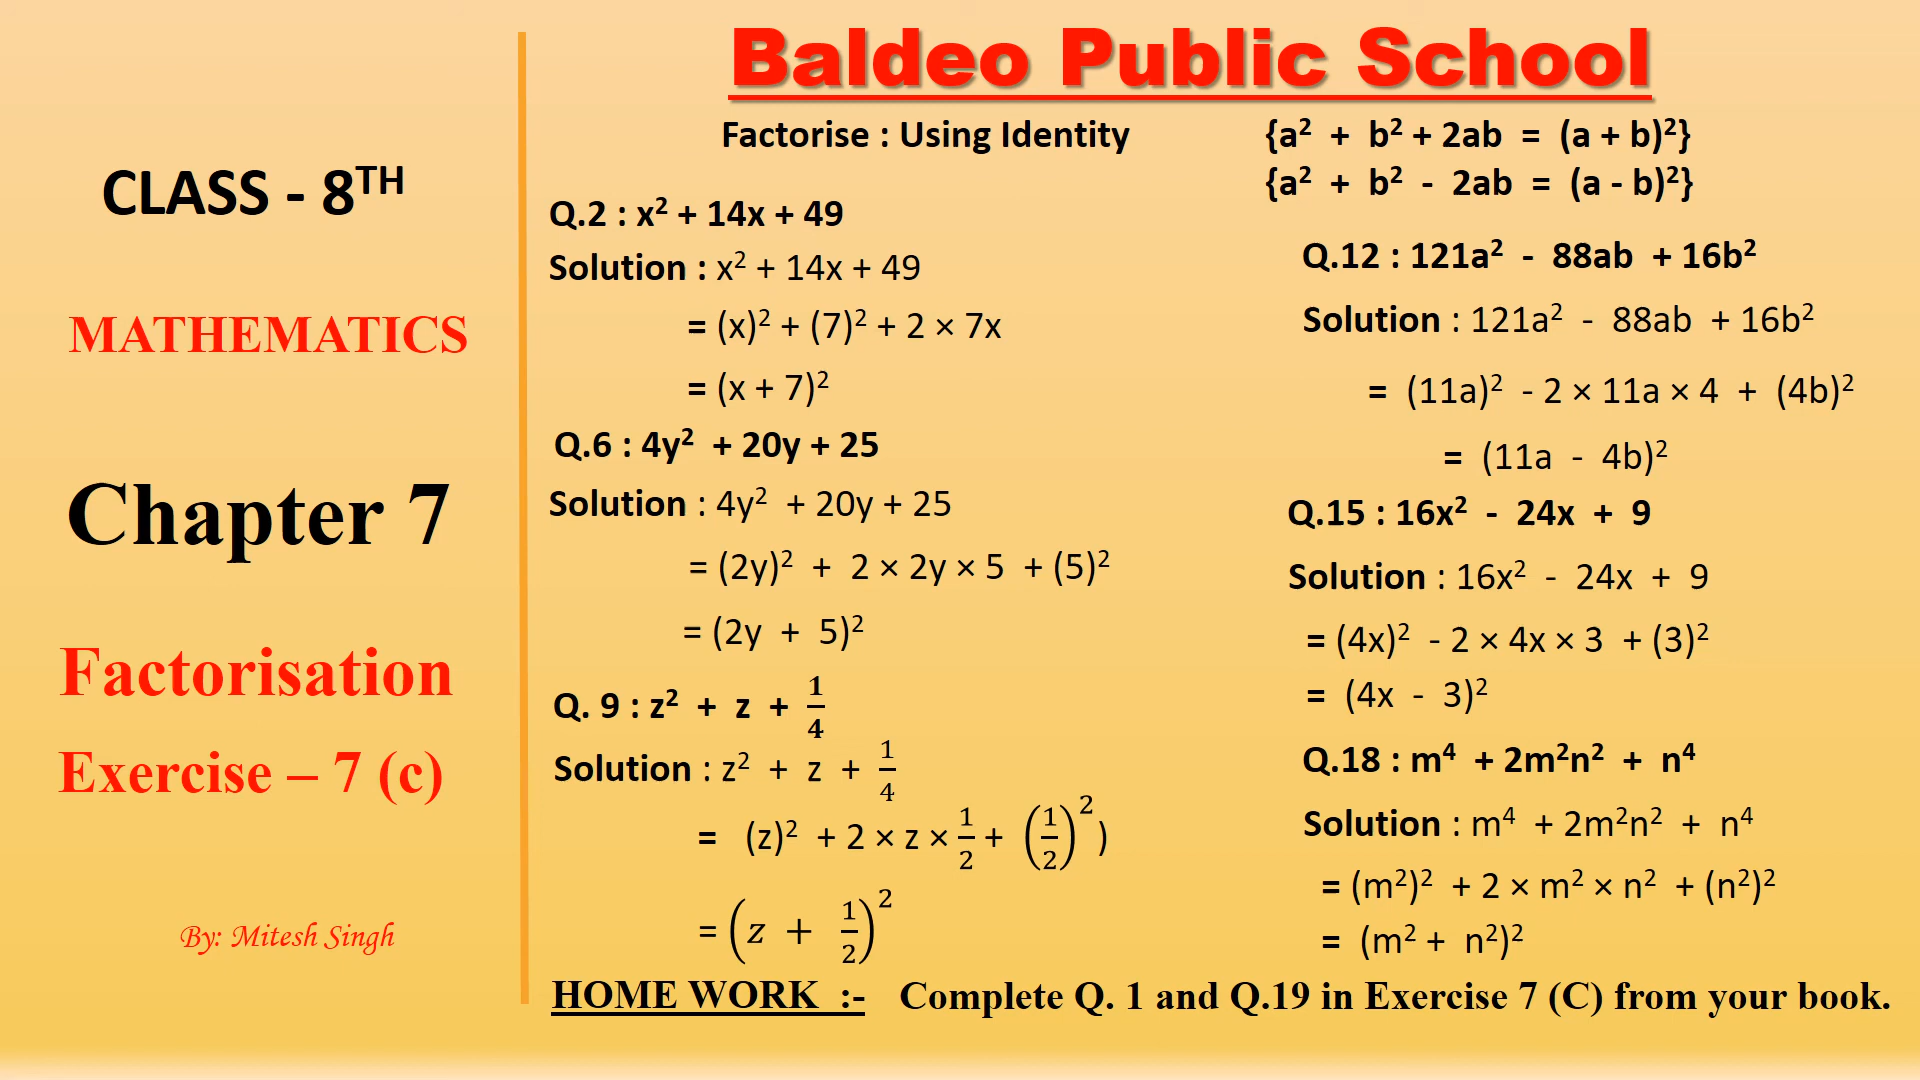 Baldeo Public School
CLASS - 8TH
MATHEMATICS
Chapter 7
Factorisation
Exercise – 7 (c)
By: Mitesh Singh
Factorise : Using Identity
{a² + b² + 2ab = (a + b)²}
{a² + b² - 2ab = (a - b)²}
Q.2 : x² + 14x + 49
Solution : x² + 14x + 49
= (x)² + (7)² + 2 × 7x
= (x + 7)²
Q.6 : 4y² + 20y + 25
Solution : 4y² + 20y + 25
= (2y)² + 2 × 2y × 5 + (5)²
= (2y + 5)²
Q. 9 : z² + z + 1/4
Solution : z² + z + 1/4
= (z)² + 2 × z × 1/2 + (1/2)² )
= (z + 1/2)²
Q.12 : 121a² - 88ab + 16b²
Solution : 121a² - 88ab + 16b²
= (11a)² - 2 × 11a × 4 + (4b)²
= (11a - 4b)²
Q.15 : 16x² - 24x + 9
Solution : 16x² - 24x + 9
= (4x)² - 2 × 4x × 3 + (3)²
= (4x - 3)²
Q.18 : m⁴ + 2m²n² + n⁴
Solution : m⁴ + 2m²n² + n⁴
= (m²)² + 2 × m² × n² + (n²)²
= (m² + n²)²
HOME WORK :- Complete Q. 1 and Q.19 in Exercise 7 (C) from your book.